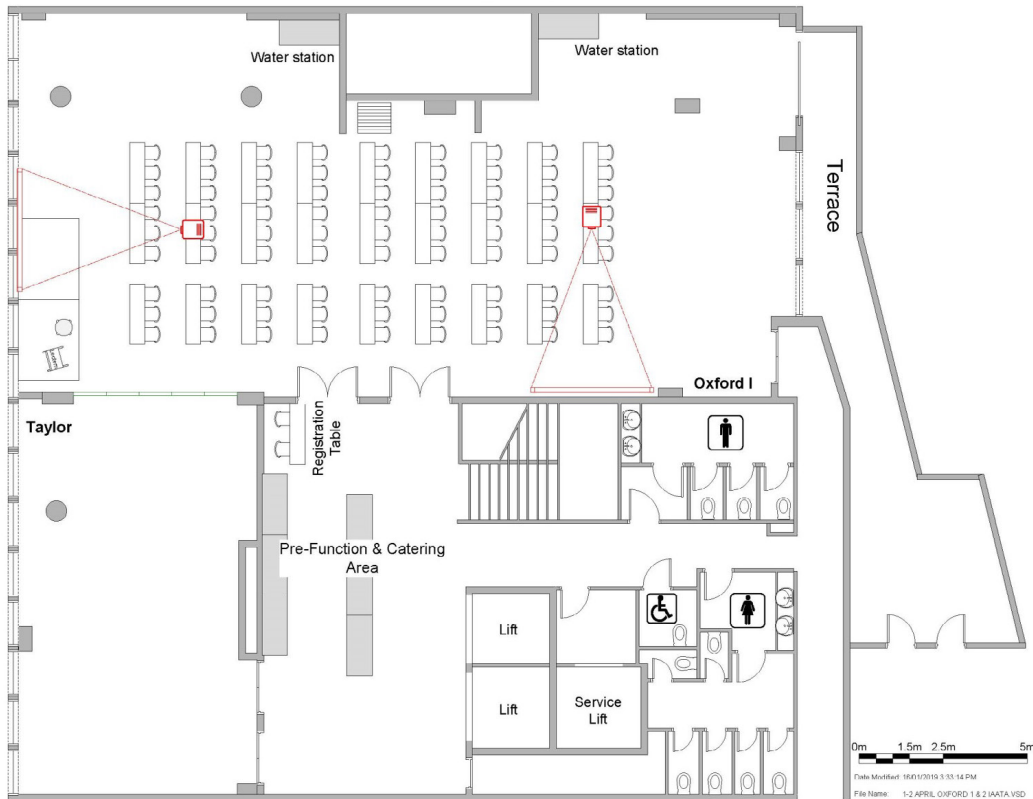 Water station
Water station
Terrace
Oxford I
Taylor
Registration
Table
Pre-Function & Catering
Area
Lift
Lift
Service
Lift
0m 1.5m 2.5m 5m
Date Modified: 16/01/2019 3:33:14 PM
File Name: 1-2 APRIL OXFORD 1 & 2 IAATA.VSD